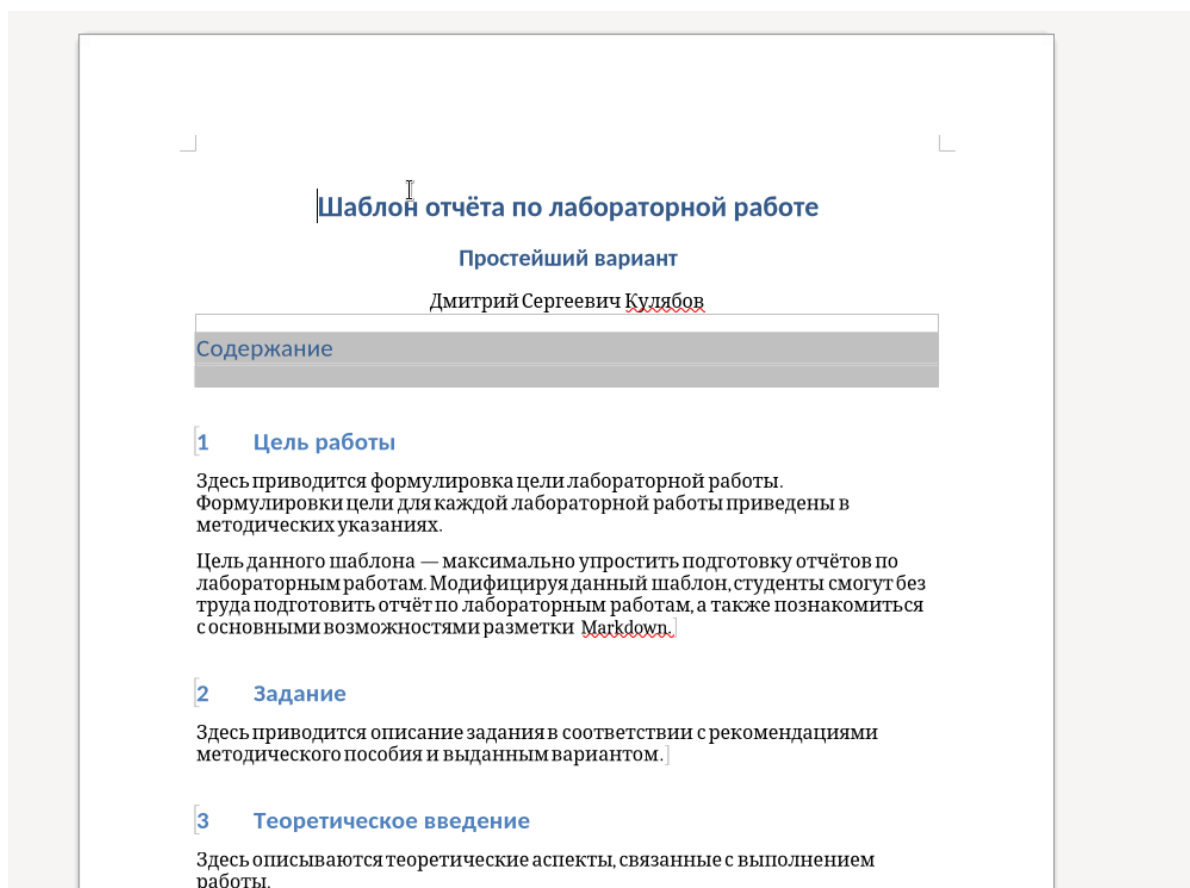 Шаблон отчёта по лабораторной работе
Простейший вариант
Дмитрий Сергеевич Кулябов
Содержание
1 Цель работы
Здесь приводится формулировка цели лабораторной работы.
Формулировки цели для каждой лабораторной работы приведены в
методических указаниях.
Цель данного шаблона — максимально упростить подготовку отчётов по
лабораторным работам. Модифицируя данный шаблон, студенты смогут без
труда подготовить отчёт по лабораторным работам, а также познакомиться
с основными возможностями разметки Markdown.
2 Задание
Здесь приводится описание задания в соответствии с рекомендациями
методического пособия и выданным вариантом.
3 Теоретическое введение
Здесь описываются теоретические аспекты, связанные с выполнением
работы.